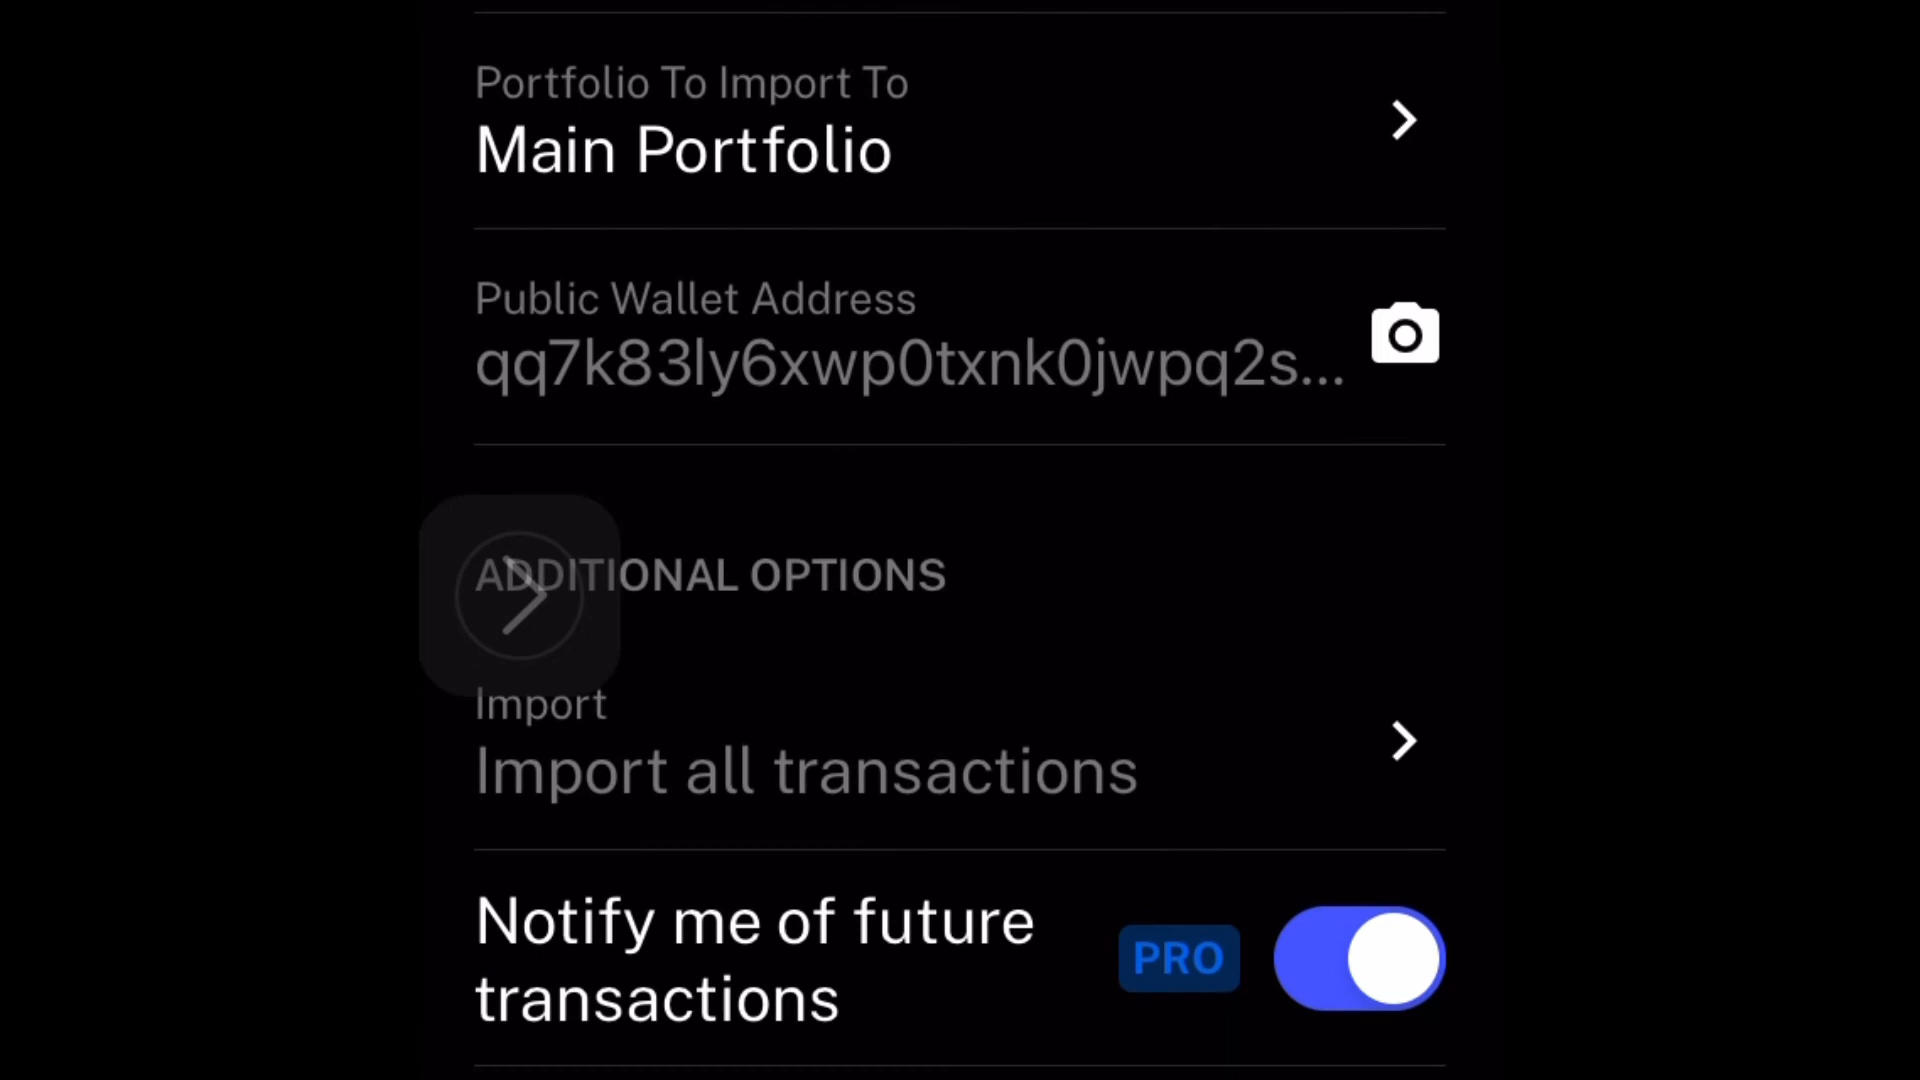 Portfolio To Import To
Main Portfolio
Public Wallet Address
qq7k83ly6xwp0txnk0jwpq2s...
ADDITIONAL OPTIONS
Import
Import all transactions
Notify me of future
transactions
PRO